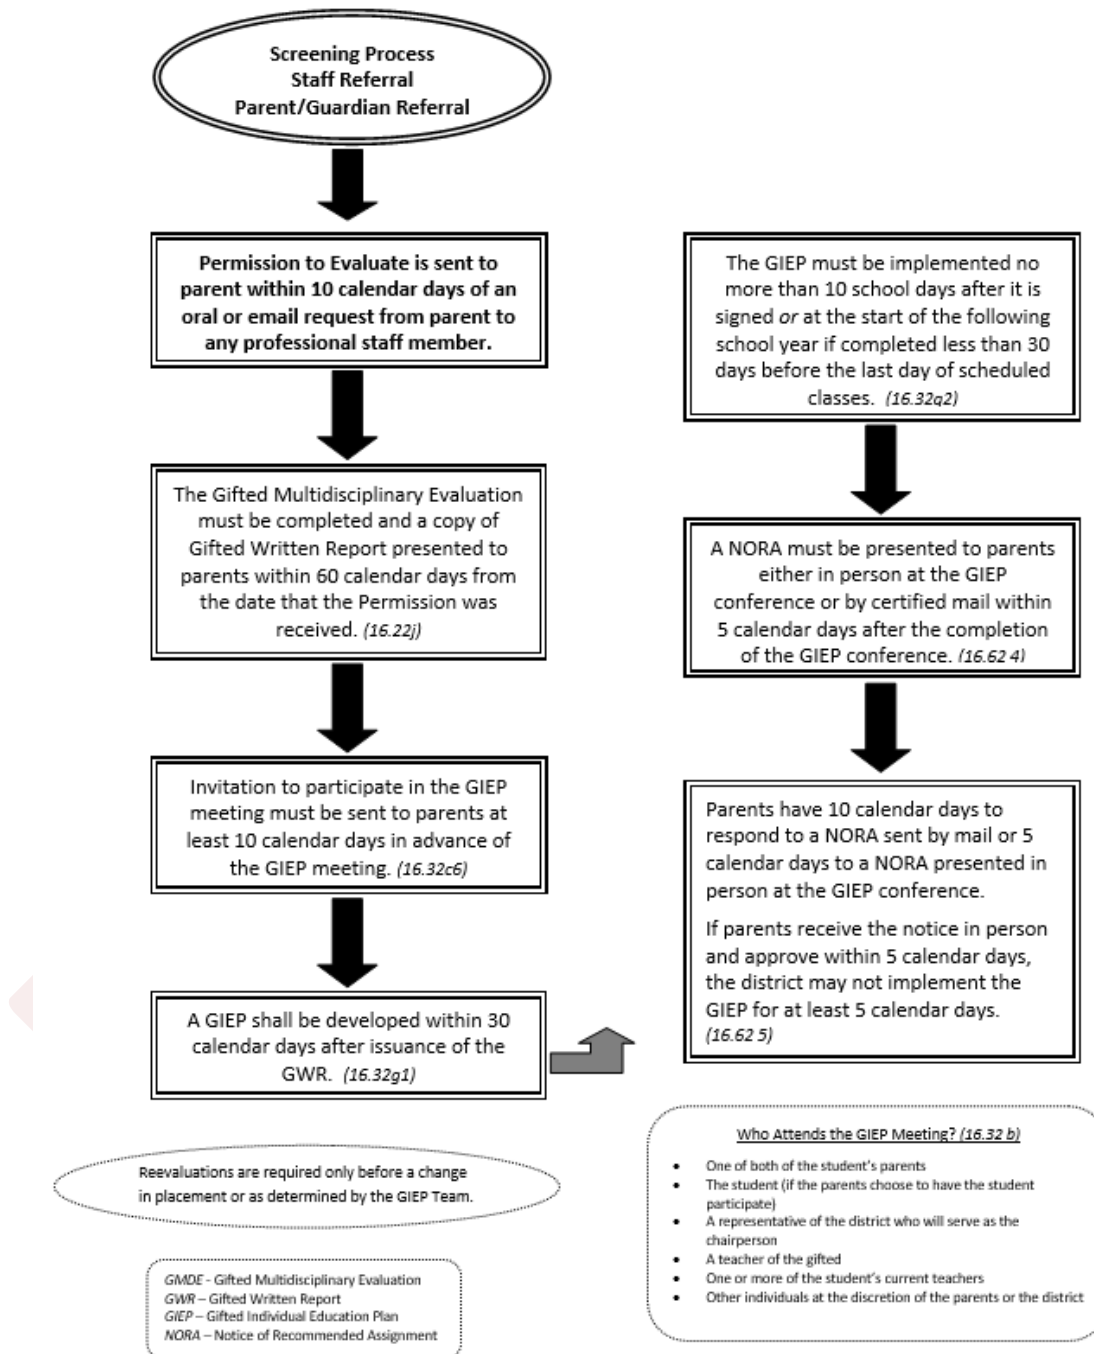 Screening Process
Staff Referral
Parent/Guardian Referral
Permission to Evaluate is sent to
parent within 10 calendar days of an
oral or email request from parent to
any professional staff member.
The Gifted Multidisciplinary Evaluation
must be completed and a copy of
Gifted Written Report presented to
parents within 60 calendar days from
the date that the Permission was
received. (16.22j)
Invitation to participate in the GIEP
meeting must be sent to parents at
least 10 calendar days in advance of
the GIEP meeting. (16.32c6)
A GIEP shall be developed within 30
calendar days after issuance of the
GWR. (16.32g1)
The GIEP must be implemented no
more than 10 school days after it is
signed or at the start of the following
school year if completed less than 30
days before the last day of scheduled
classes. (16.32g2)
A NORA must be presented to parents
either in person at the GIEP
conference or by certified mail within
5 calendar days after the completion
of the GIEP conference. (16.62 4)
Parents have 10 calendar days to
respond to a NORA sent by mail or 5
calendar days to a NORA presented in
person at the GIEP conference.
If parents receive the notice in person
and approve within 5 calendar days,
the district may not implement the
GIEP for at least 5 calendar days.
(16.62 5)
Reevaluations are required only before a change
in placement or as determined by the GIEP Team.
GMDE - Gifted Multidisciplinary Evaluation
GWR – Gifted Written Report
GIEP – Gifted Individual Education Plan
NORA – Notice of Recommended Assignment
Who Attends the GIEP Meeting? (16.32 b)
• One of both of the student's parents
• The student (if the parents choose to have the student
participate)
• A representative of the district who will serve as the
chairperson
• A teacher of the gifted
• One or more of the student's current teachers
• Other individuals at the discretion of the parents or the district